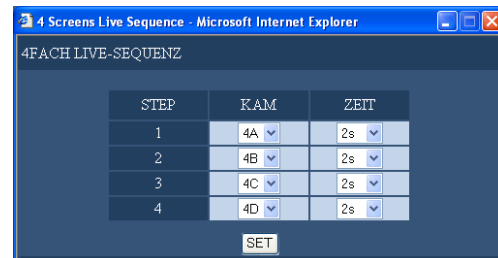 4 Screens Live Sequence - Microsoft Internet Explorer
4FACH LIVE-SEQUENZ
STEP KAM ZEIT
1 4A 2s
2 4B 2s
3 4C 2s
4 4D 2s
SET